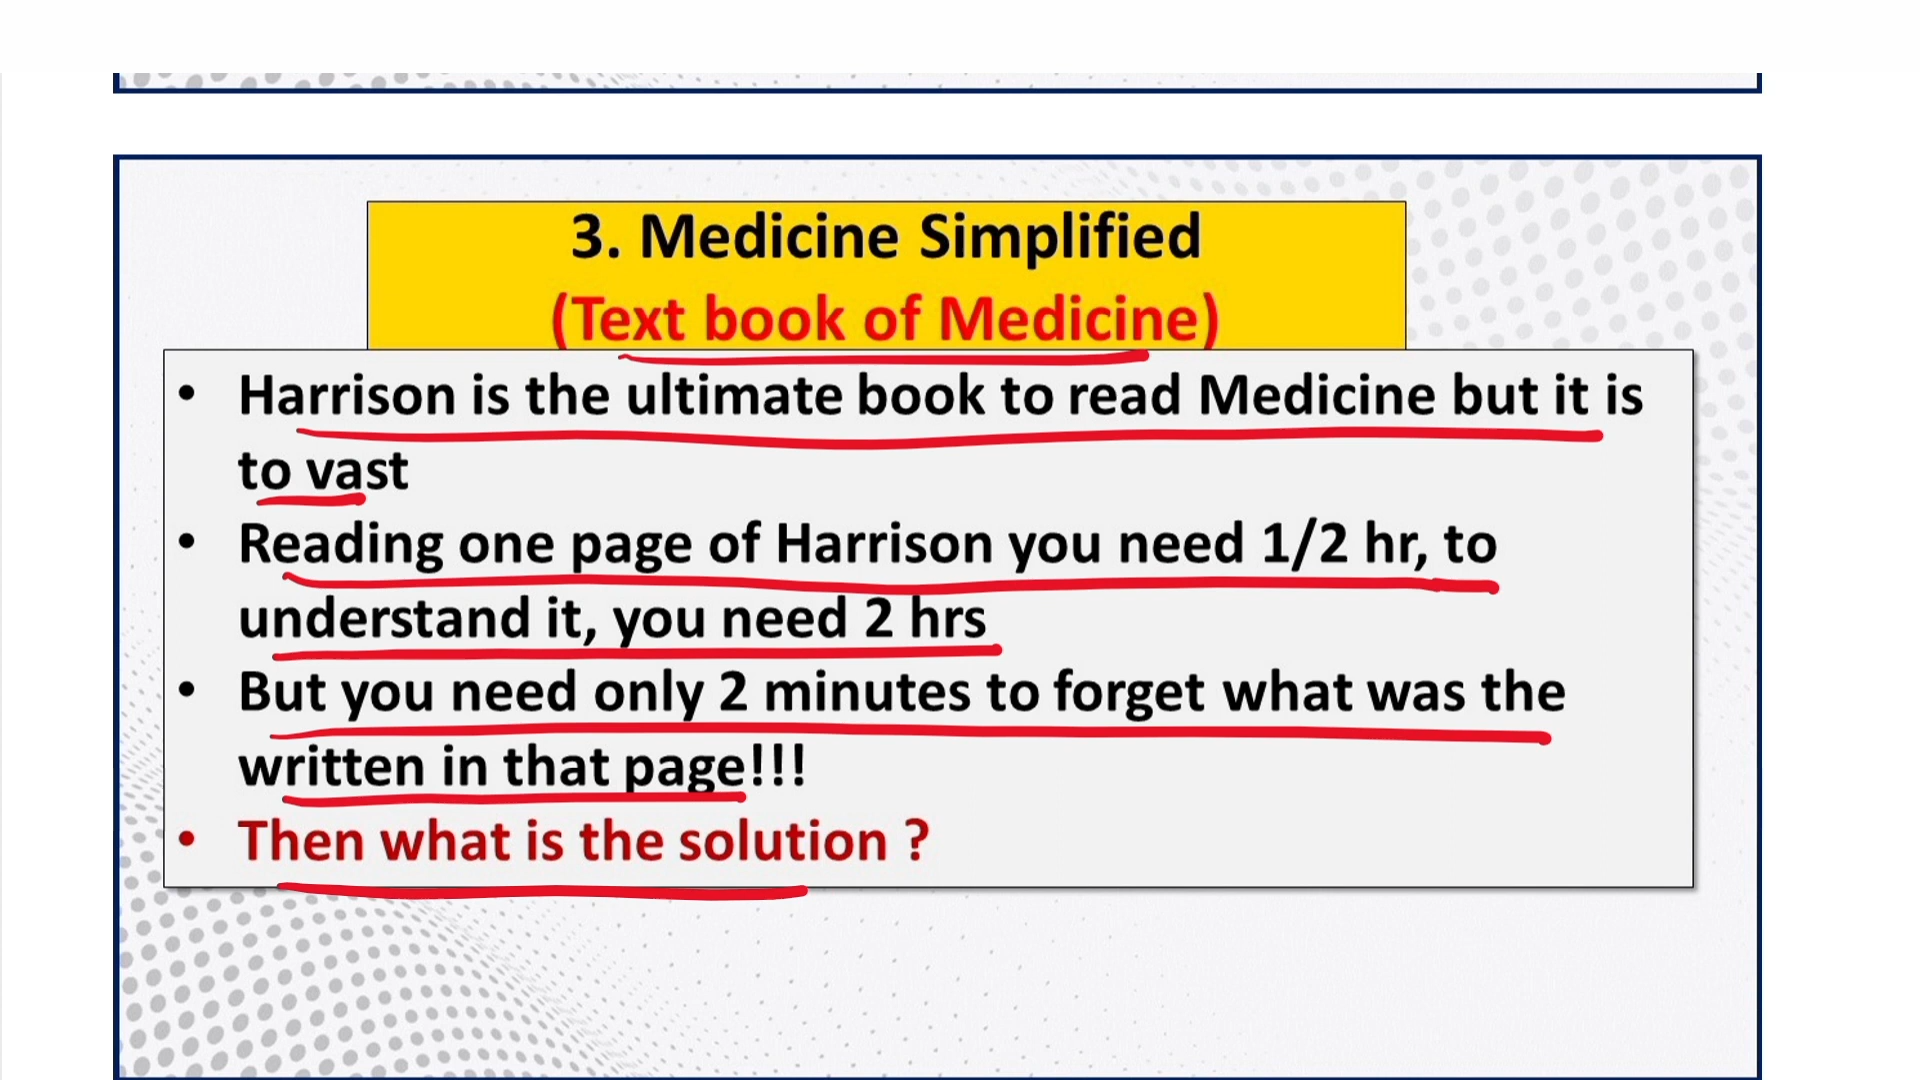 3. Medicine Simplified
(Text book of Medicine)
• Harrison is the ultimate book to read Medicine but it is
to vast
• Reading one page of Harrison you need 1/2 hr, to
understand it, you need 2 hrs
• But you need only 2 minutes to forget what was the
written in that page!!!
• Then what is the solution ?